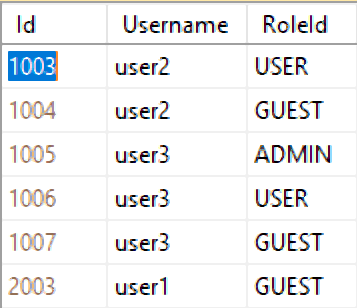 Id Username RoleId
1003 user2 USER
1004 user2 GUEST
1005 user3 ADMIN
1006 user3 USER
1007 user3 GUEST
2003 user1 GUEST